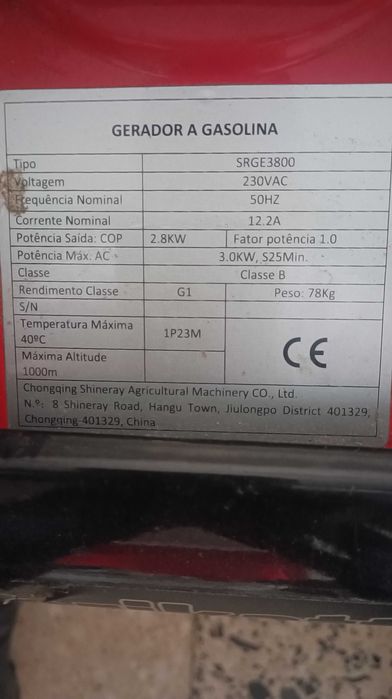 GERADOR A GASOLINA
Tipo SRGE3800
Voltagem 230VAC
Frequência Nominal 50HZ
Corrente Nominal 12.2A
Potência Saída: COP 2.8KW Fator potência 1.0
Potência Máx. AC 3.0KW, S25Min.
Classe Classe B
Rendimento Classe G1 Peso: 78Kg
S/N
Temperatura Máxima
40ºC 1P23M
CE
Máxima Altitude
1000m
Chongqing Shineray Agricultural Machinery CO., Ltd.
N.º: 8 Shineray Road, Hangu Town, Jiulongpo District 401329,
Chongqing-401329, China